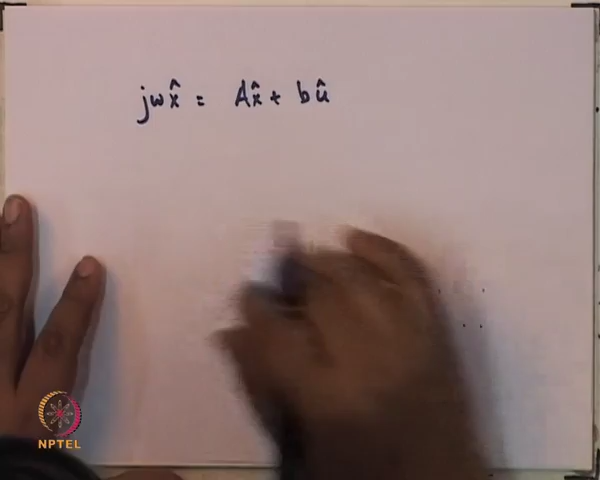 jωx̂ = Ax̂ + bû
NPTEL